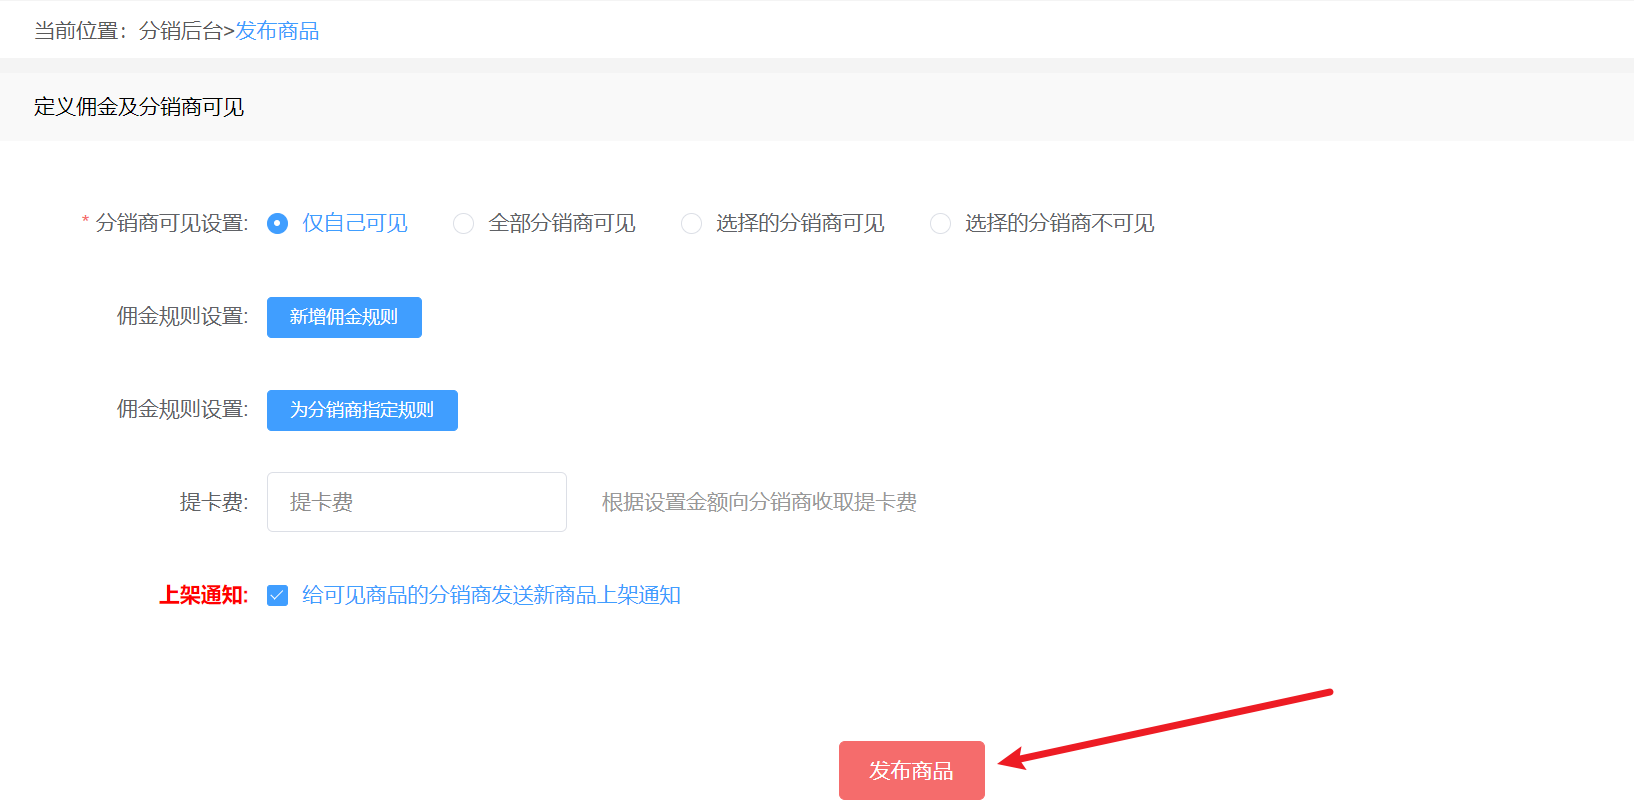 当前位置：分销后台>发布商品
定义佣金及分销商可见
* 分销商可见设置: 仅自己可见 全部分销商可见 选择的分销商可见 选择的分销商不可见
佣金规则设置: 新增佣金规则
佣金规则设置: 为分销商指定规则
提卡费: 提卡费 根据设置金额向分销商收取提卡费
上架通知: 给可见商品的分销商发送新商品上架通知
发布商品